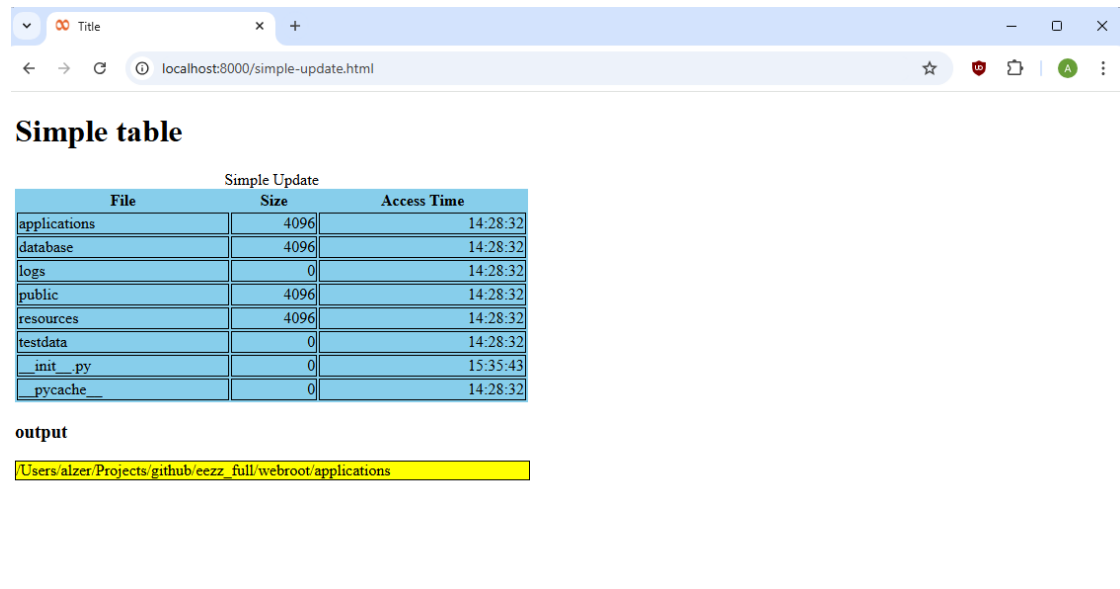 Title
localhost:8000/simple-update.html
A
Simple table
Simple Update
File Size Access Time
applications 4096 14:28:32
database 4096 14:28:32
logs 0 14:28:32
public 4096 14:28:32
resources 4096 14:28:32
testdata 0 14:28:32
__init__.py 0 15:35:43
__pycache__ 0 14:28:32
output
/Users/alzer/Projects/github/eezz_full/webroot/applications